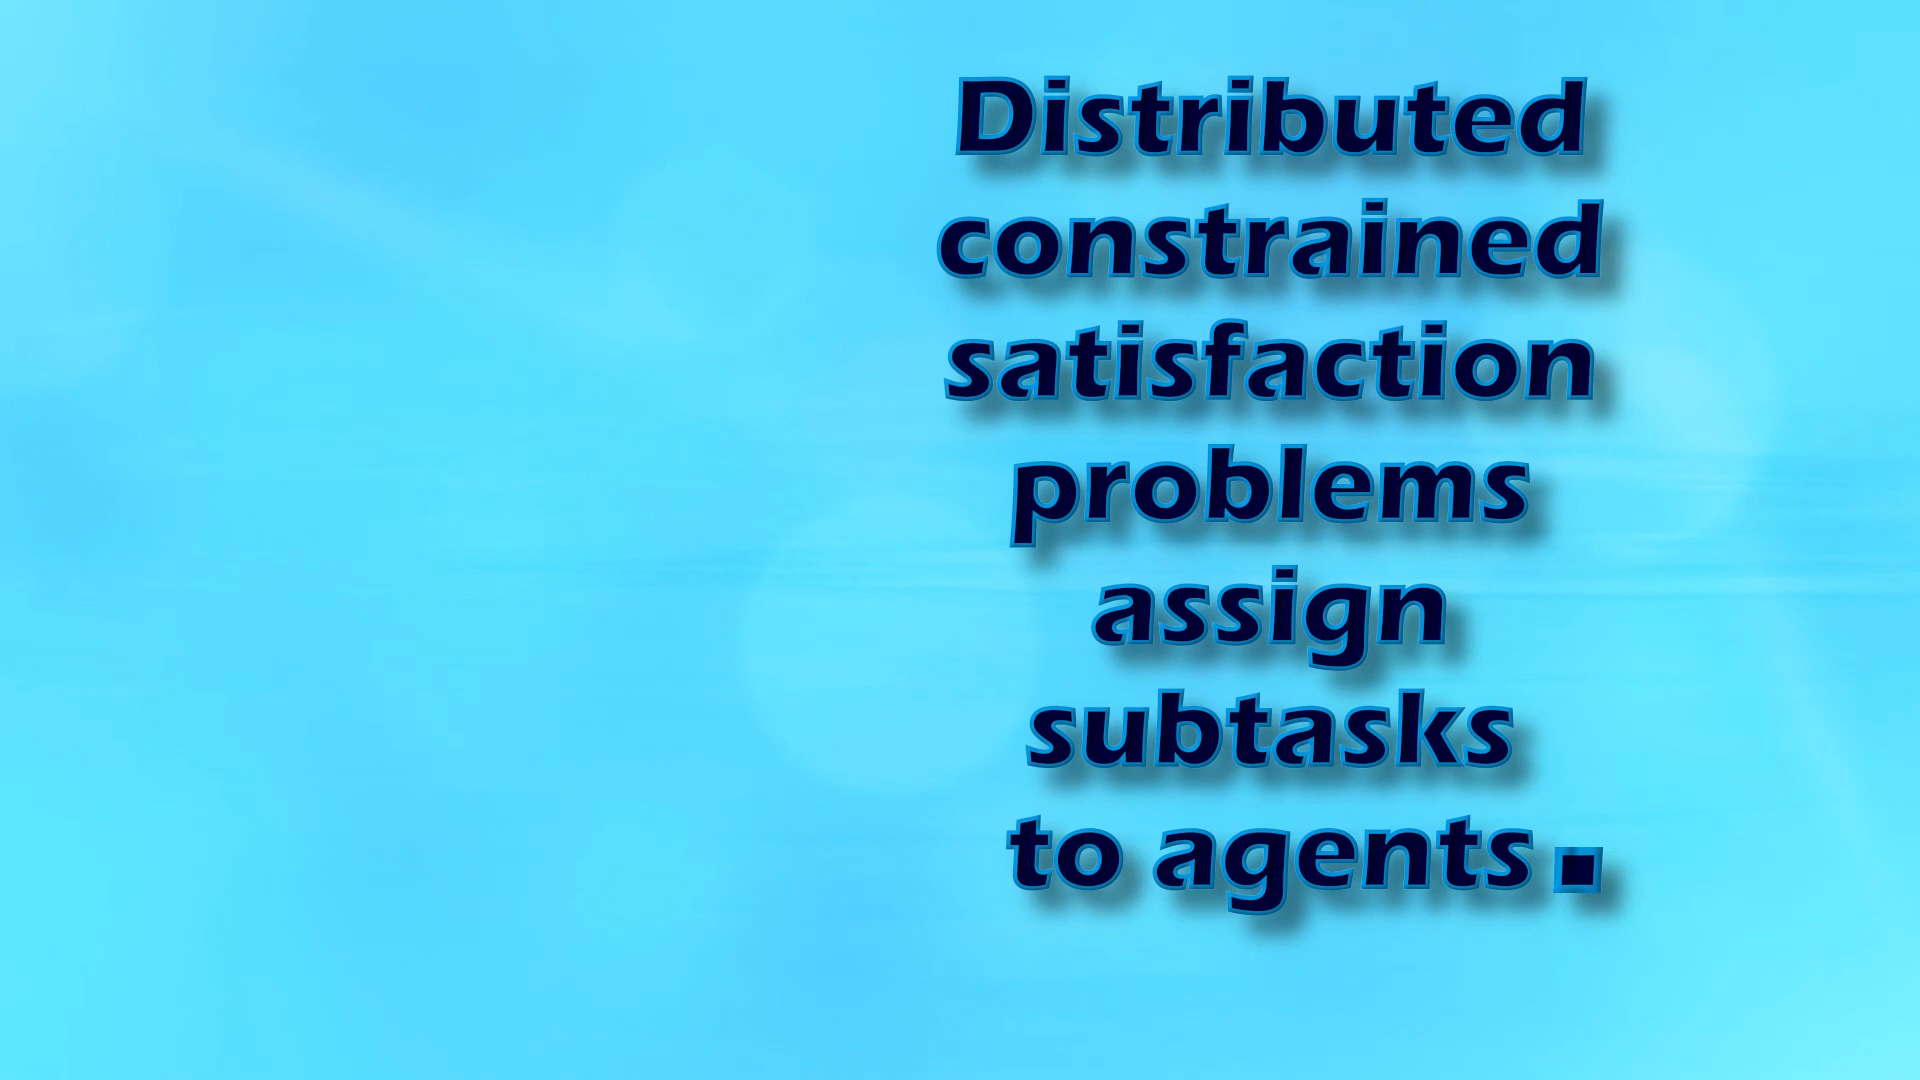 Distributed
constrained
satisfaction
problems
assign
subtasks
to agents.